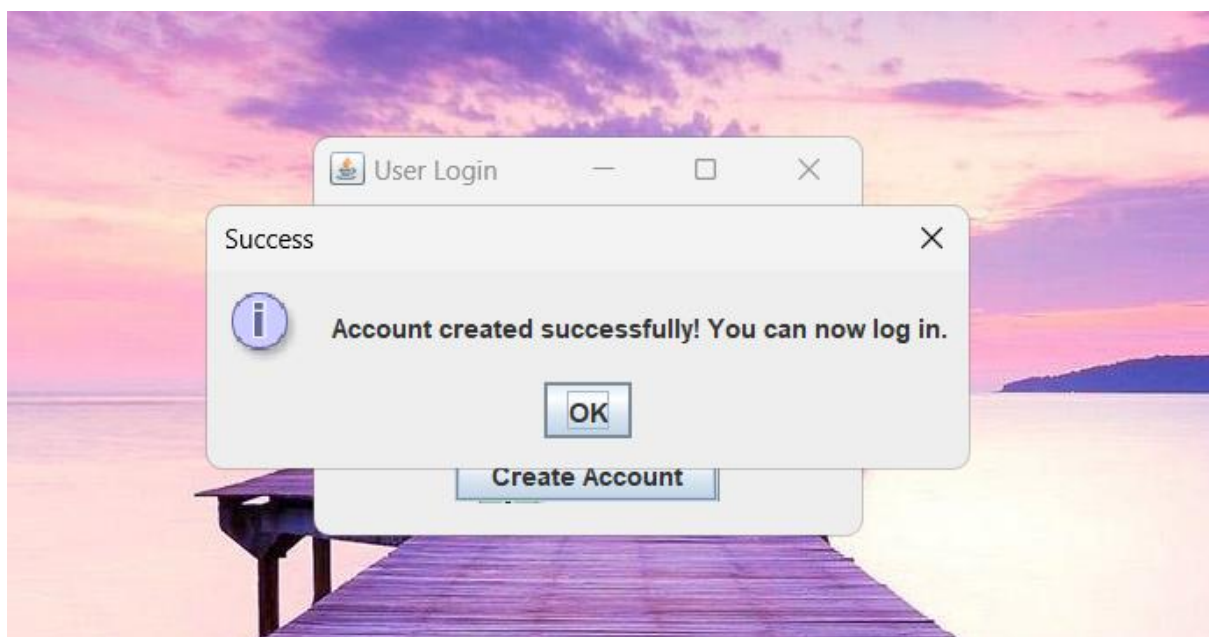 User Login
Success
Account created successfully! You can now log in.
OK
Create Account